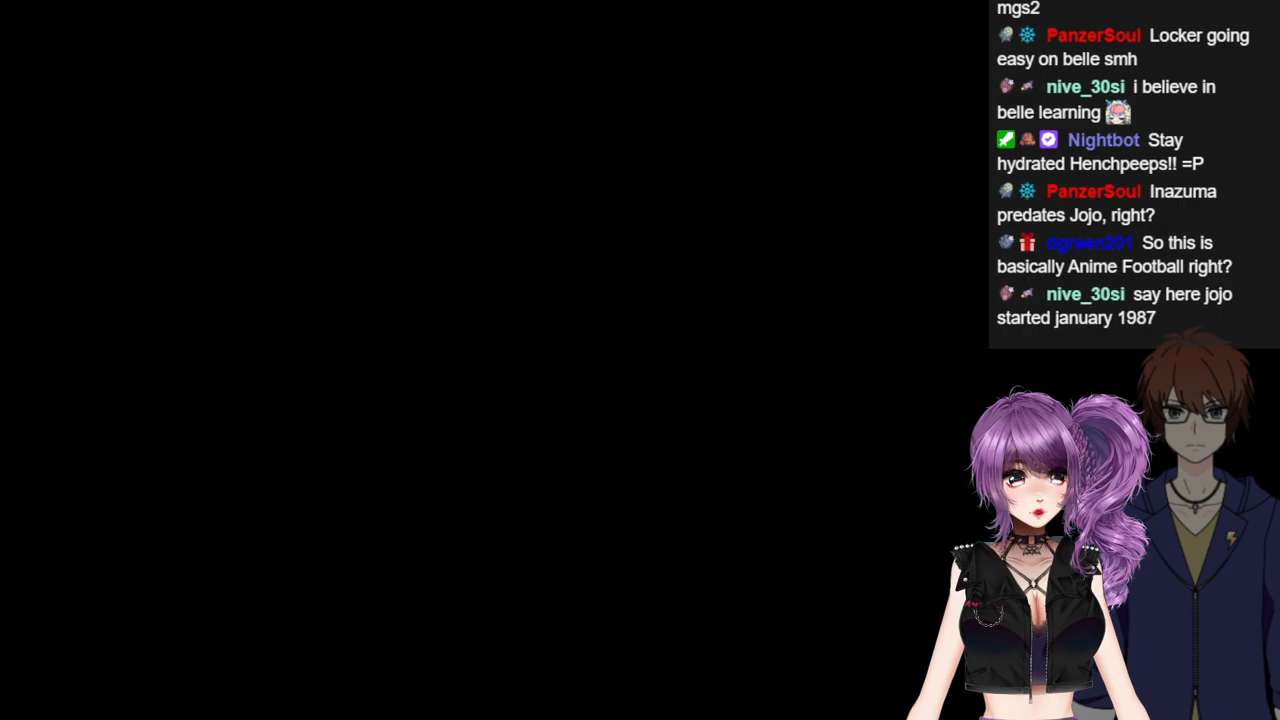 mgs2
PanzerSoul Locker going
easy on belle smh
nive_30si i believe in
belle learning
Nightbot Stay
hydrated Henchpeeps!! =P
PanzerSoul Inazuma
predates Jojo, right?
dgreen201 So this is
basically Anime Football right?
nive_30si say here jojo
started january 1987